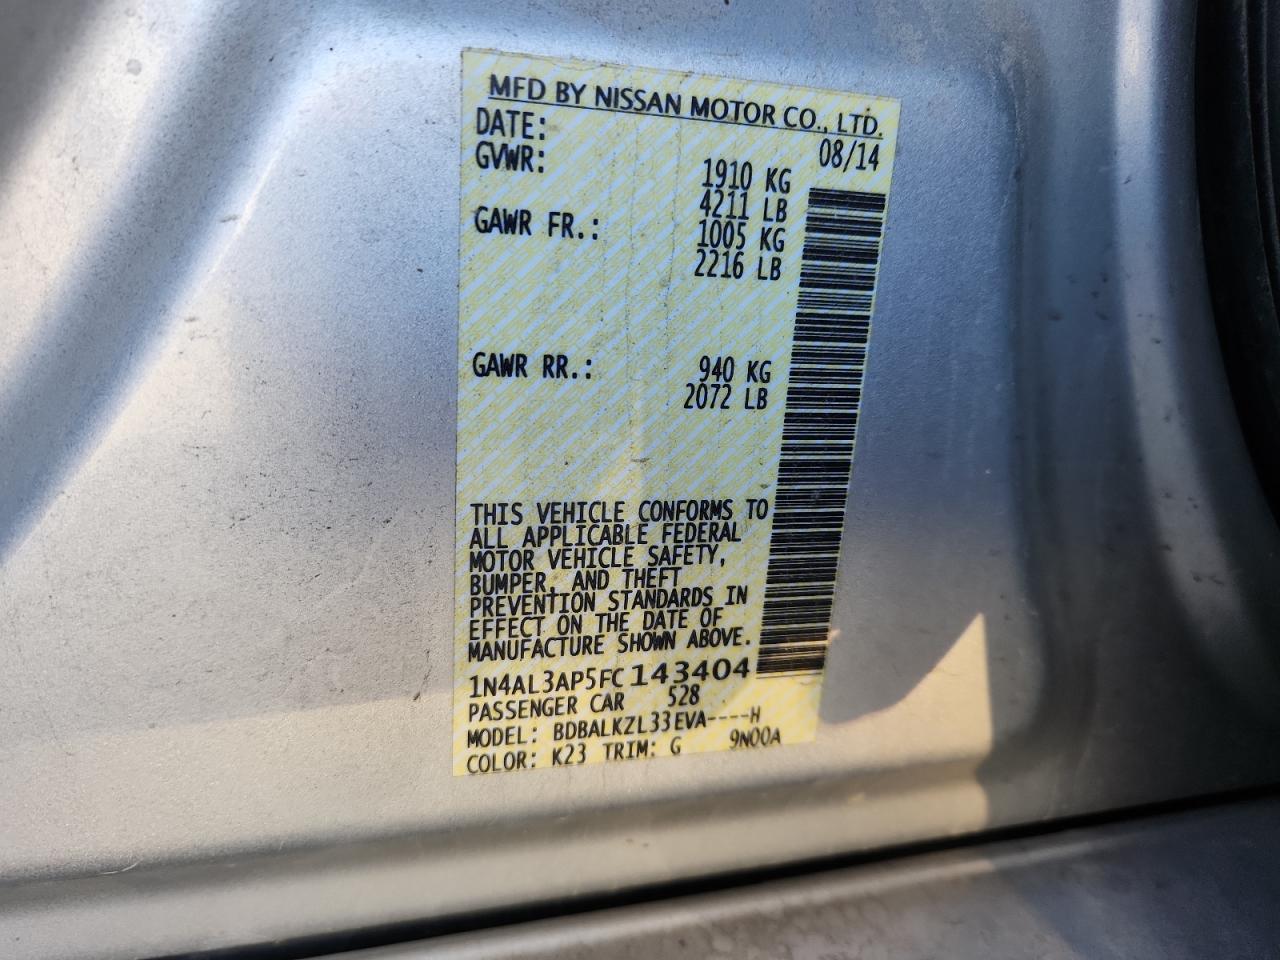 MFD BY NISSAN MOTOR CO., LTD.
DATE: 08/14
GVWR: 1910 KG
4211 LB
GAWR FR.: 1005 KG
2216 LB
GAWR RR.: 940 KG
2072 LB
THIS VEHICLE CONFORMS TO
ALL APPLICABLE FEDERAL
MOTOR VEHICLE SAFETY,
BUMPER, AND THEFT
PREVENTION STANDARDS IN
EFFECT ON THE DATE OF
MANUFACTURE SHOWN ABOVE.
1N4AL3AP5FC143404
PASSENGER CAR 528
MODEL: BDBALKZL33EVA----H
COLOR: K23 TRIM: G 9N00A